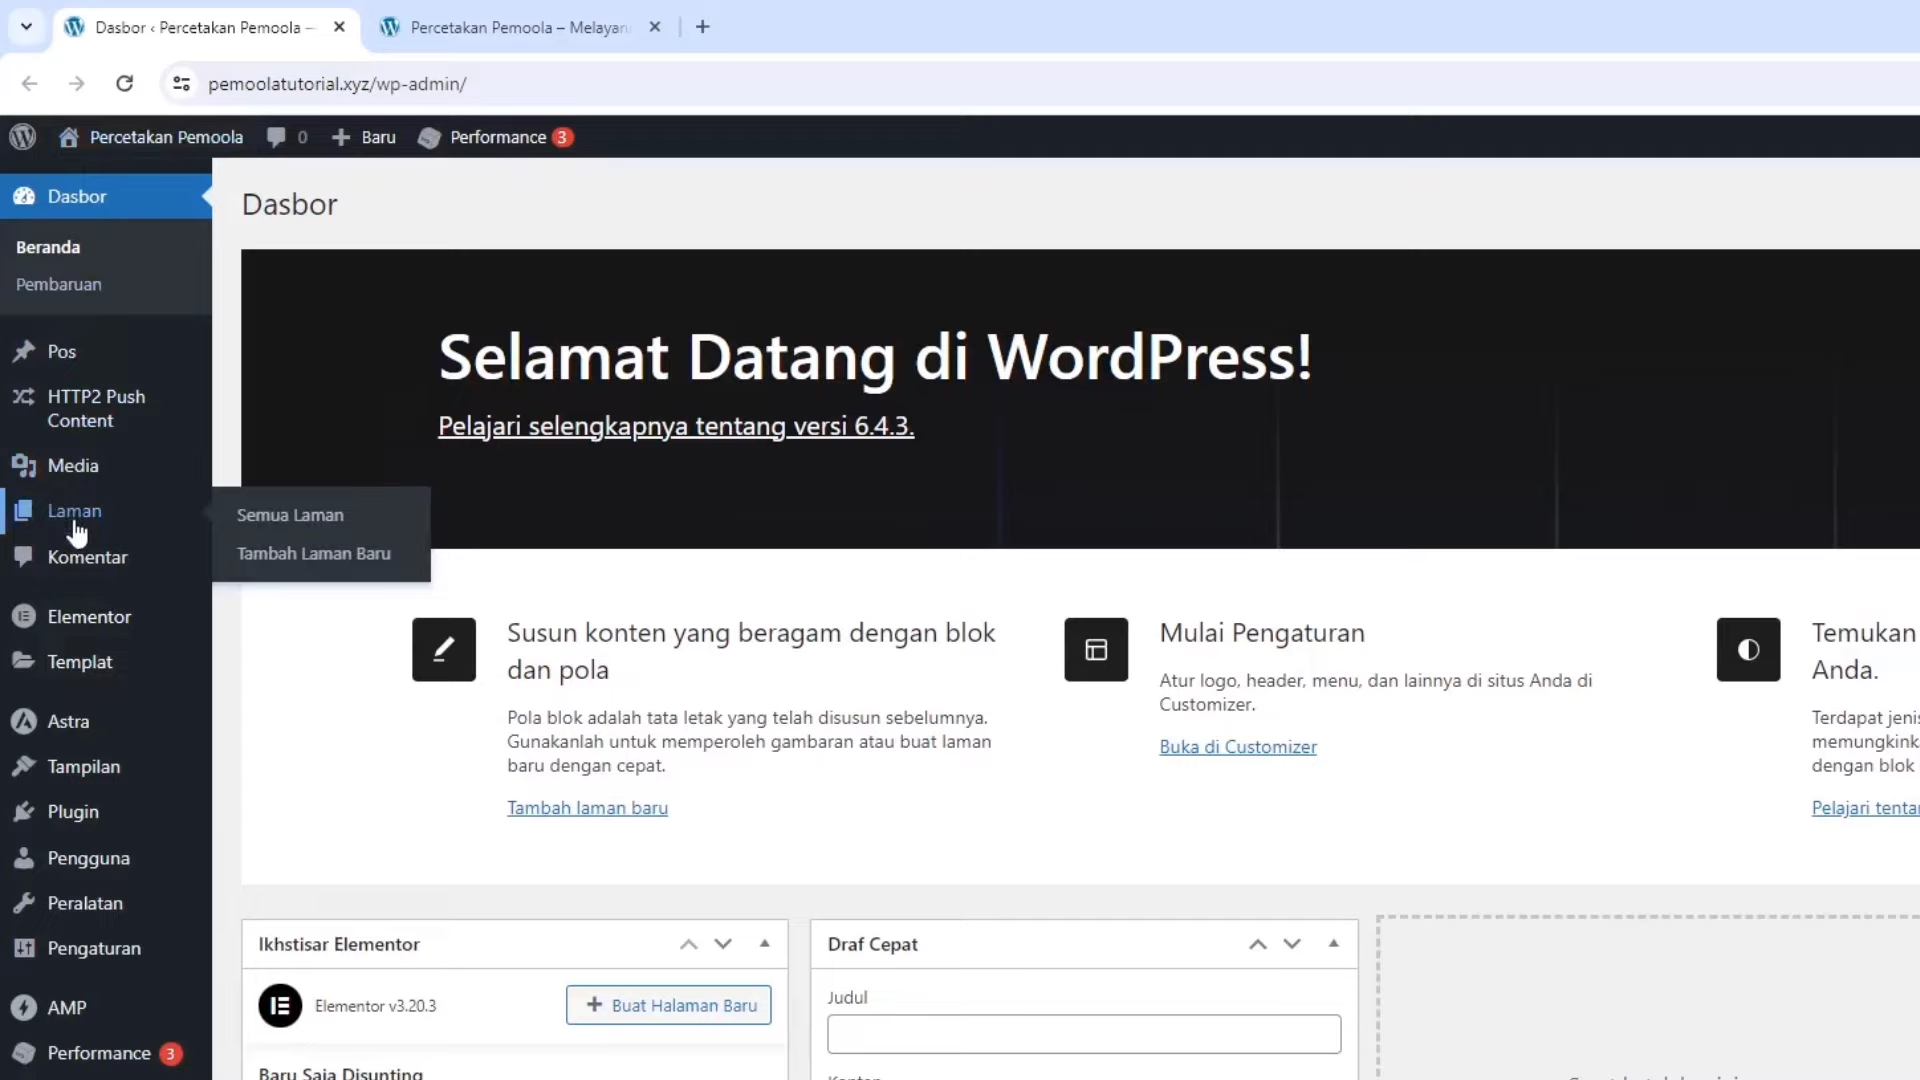 Dasbor ‹ Percetakan Pemoola –
Percetakan Pemoola – Melayan
pemoolatutorial.xyz/wp-admin/
Percetakan Pemoola
0
Baru
Performance 3
Dasbor
Beranda
Pembaruan
Pos
HTTP2 Push
Content
Media
Laman
Komentar
Elementor
Templat
Astra
Tampilan
Plugin
Pengguna
Peralatan
Pengaturan
AMP
Performance 3
Semua Laman
Tambah Laman Baru
Dasbor
Selamat Datang di WordPress!
Pelajari selengkapnya tentang versi 6.4.3.
Susun konten yang beragam dengan blok
dan pola
Pola blok adalah tata letak yang telah disusun sebelumnya.
Gunakanlah untuk memperoleh gambaran atau buat laman
baru dengan cepat.
Tambah laman baru
Mulai Pengaturan
Atur logo, header, menu, dan lainnya di situs Anda di
Customizer.
Buka di Customizer
Temukan
Anda.
Terdapat jenis
memungkinka
dengan blok
Pelajari tentan
Ikhstisar Elementor
Elementor v3.20.3
Buat Halaman Baru
Baru Saja Disunting
Draf Cepat
Judul